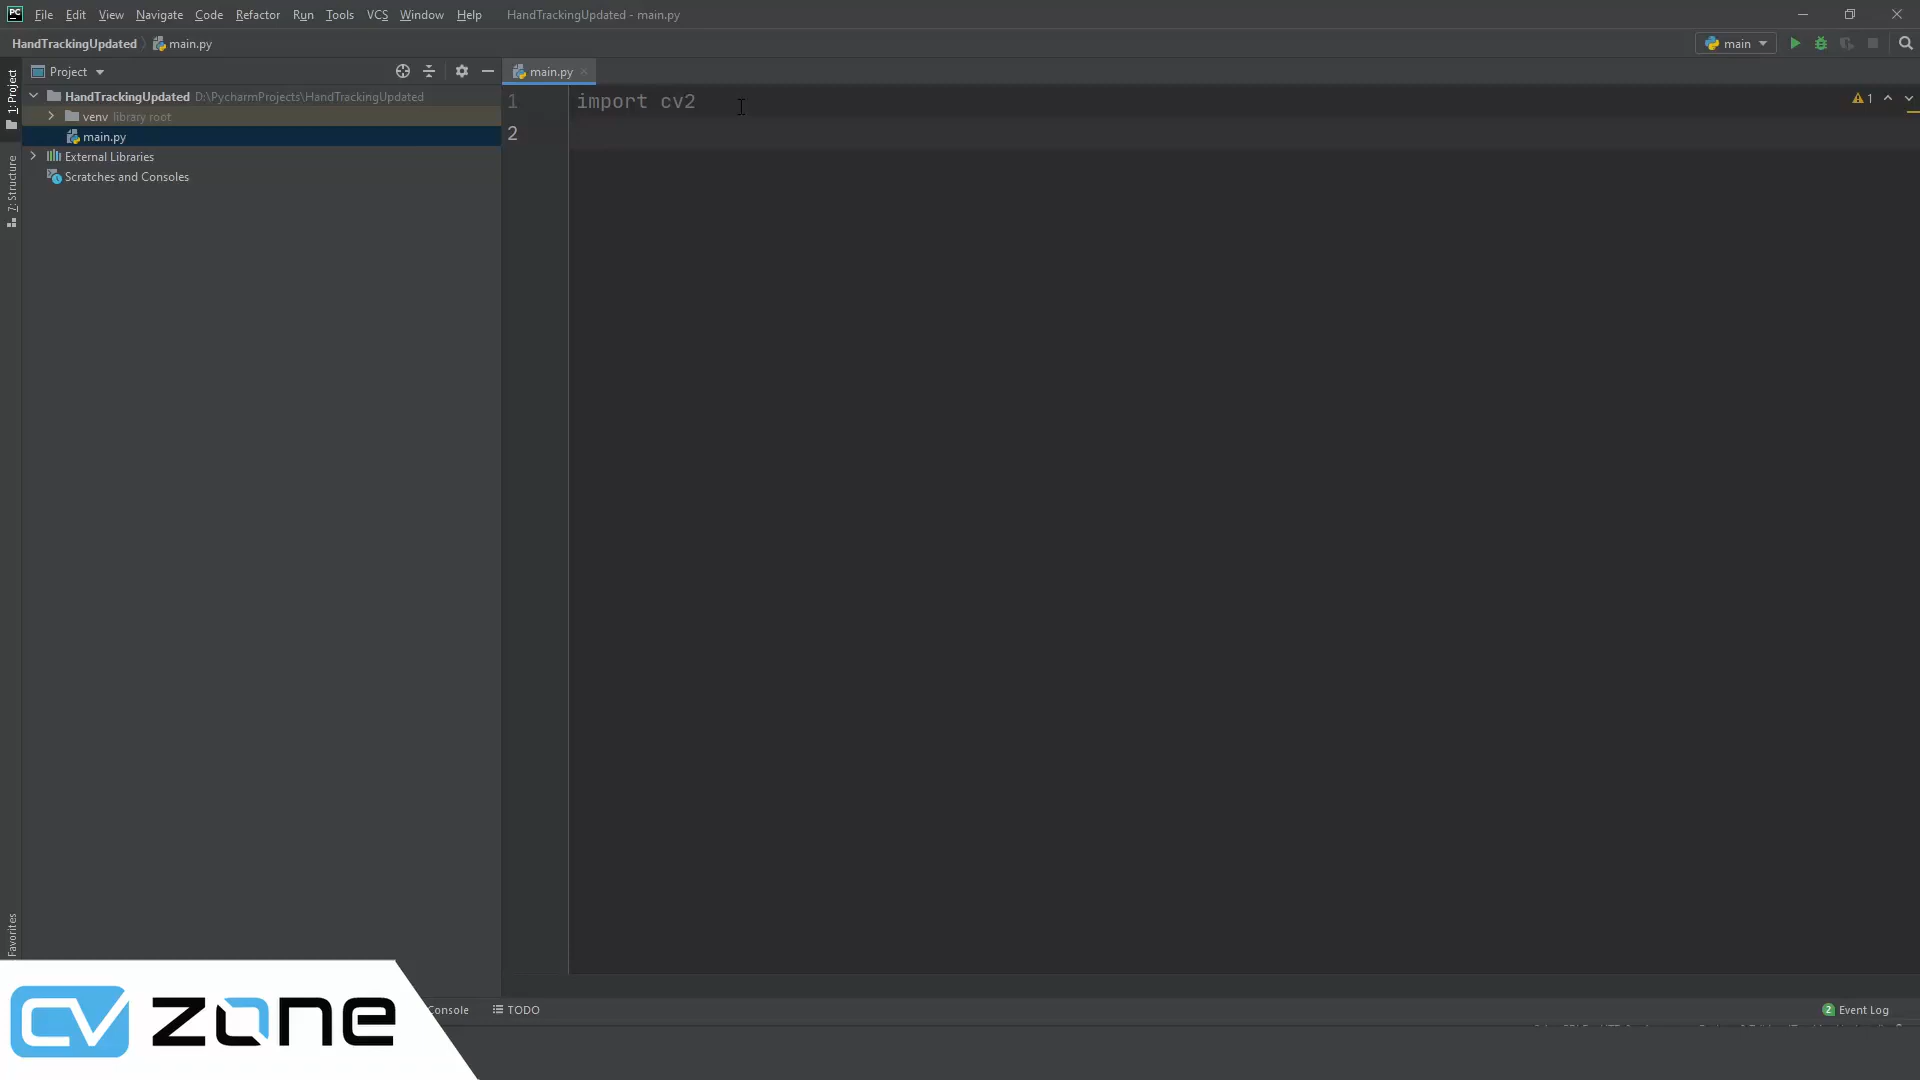 PC File Edit View Navigate Code Refactor Run Tools VCS Window Help HandTrackingUpdated - main.py
HandTrackingUpdated main.py main
1: Project
Project main.py
HandTrackingUpdated D:\PycharmProjects\HandTrackingUpdated
venv library root
main.py
External Libraries
Scratches and Consoles
7: Structure
Favorites
1 import cv2
2
1
Console TODO 2 Event Log
CV ZONE